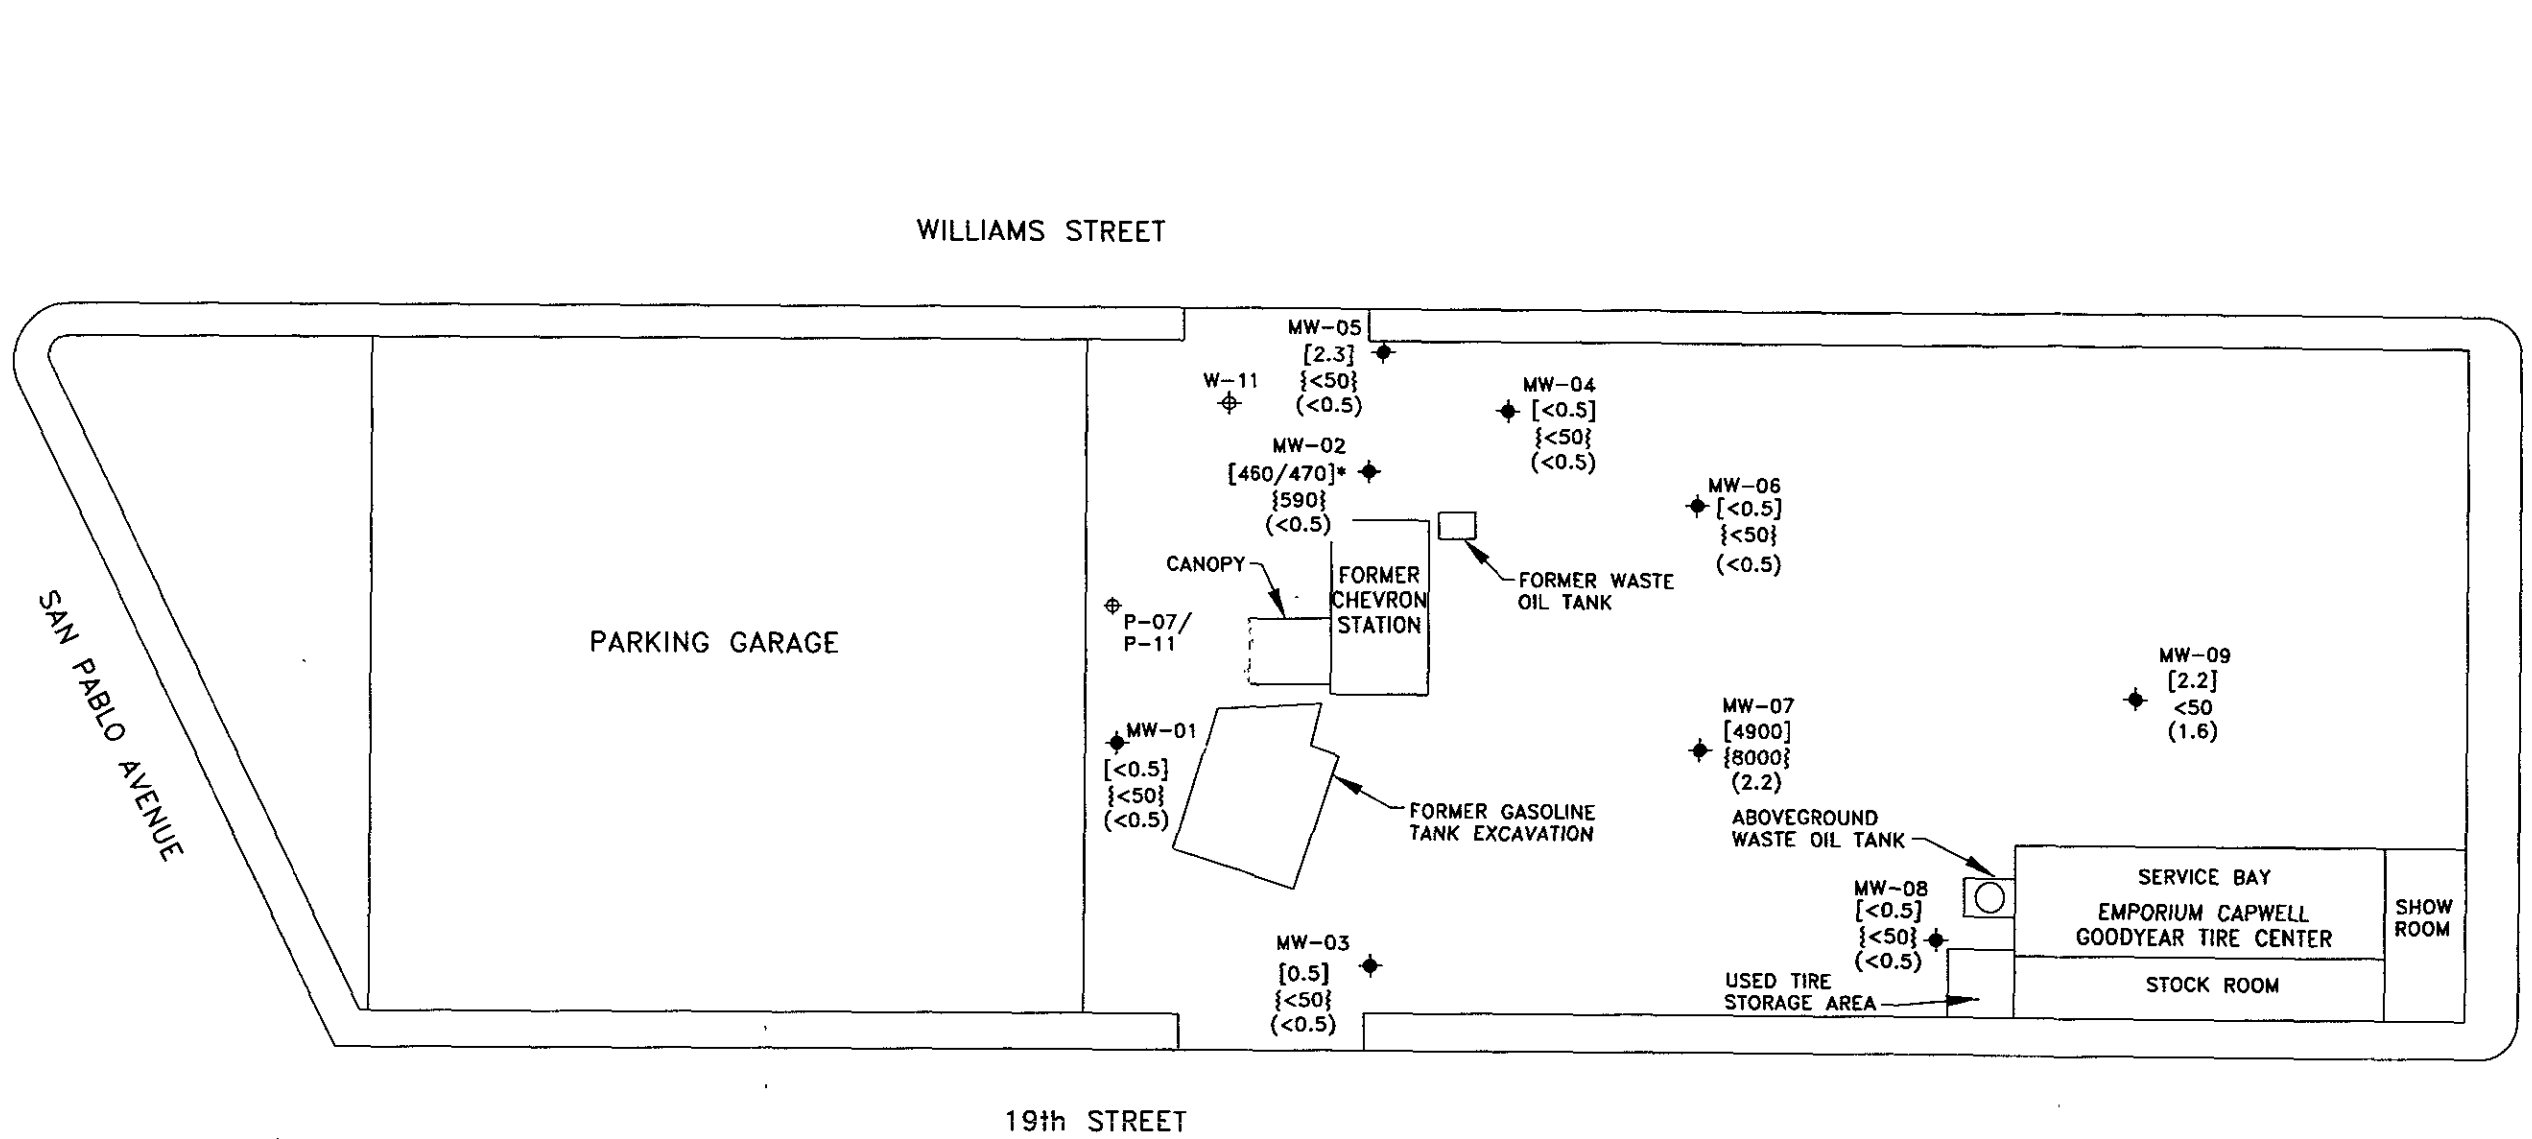 WILLIAMS STREET
MW-05
[2.3]
{<50}
(<0.5)
W-11
MW-04
[<0.5]
{<50}
(<0.5)
MW-02
[460/470]*
{590}
(<0.5)
MW-06
[<0.5]
{<50}
(<0.5)
CANOPY
FORMER
CHEVRON
STATION
FORMER WASTE
OIL TANK
P-07/
P-11
PARKING GARAGE
SAN PABLO AVENUE
MW-09
[2.2]
<50
(1.6)
MW-07
[4900]
{8000}
(2.2)
MW-01
[<0.5]
{<50}
(<0.5)
FORMER GASOLINE
TANK EXCAVATION
ABOVEGROUND
WASTE OIL TANK
MW-08
[<0.5]
{<50}
(<0.5)
SERVICE BAY
EMPORIUM CAPWELL
GOODYEAR TIRE CENTER
SHOW
ROOM
STOCK ROOM
USED TIRE
STORAGE AREA
MW-03
[0.5]
{<50}
(<0.5)
19th STREET